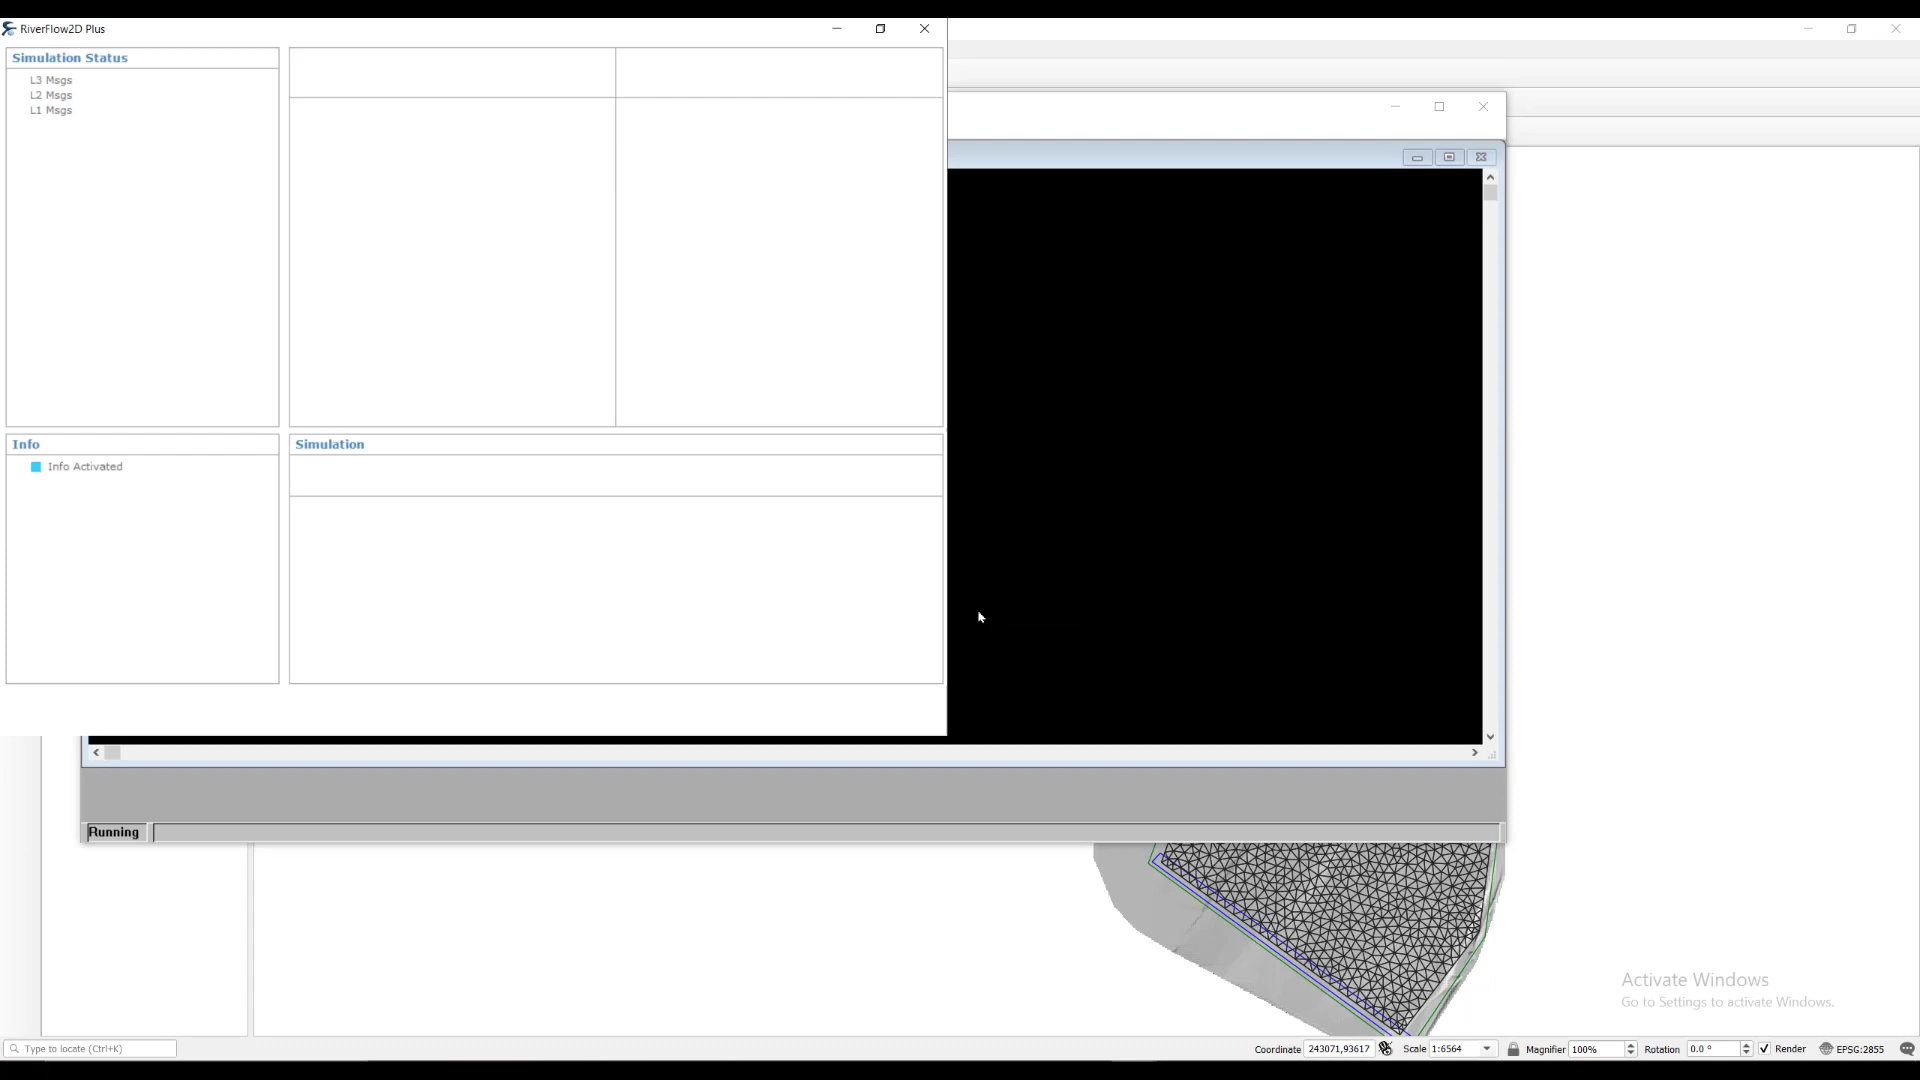 RiverFlow2D Plus
Simulation Status
L3 Msgs
L2 Msgs
L1 Msgs
Info
Info Activated
Simulation
Running
Activate Windows
Go to Settings to activate Windows.
Type to locate (Ctrl+K)
Coordinate 243071,93617 Scale 1:6564 Magnifier 100% Rotation 0.0 ° Render EPSG:2855